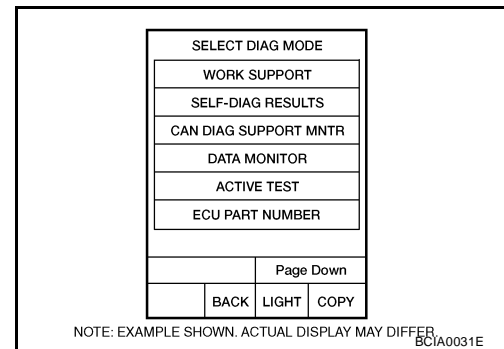 SELECT DIAG MODE
WORK SUPPORT
SELF-DIAG RESULTS
CAN DIAG SUPPORT MNTR
DATA MONITOR
ACTIVE TEST
ECU PART NUMBER
Page Down
BACK LIGHT COPY
NOTE: EXAMPLE SHOWN. ACTUAL DISPLAY MAY DIFFER.
BCIA0031E